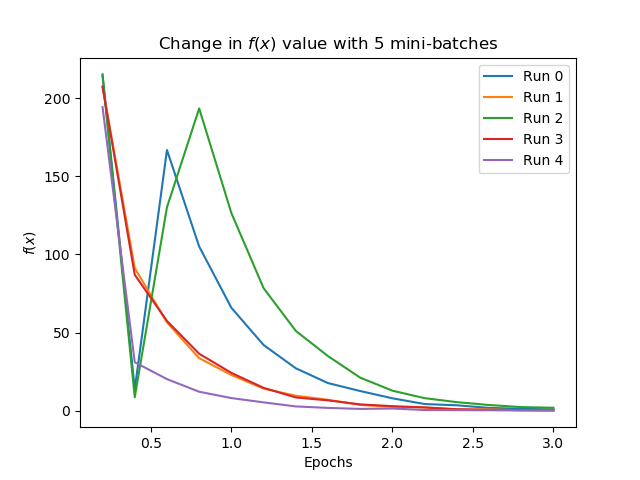 Change in f(x) value with 5 mini-batches
Run 0
Run 1
Run 2
Run 3
Run 4
200
150
100
50
0
f(x)
0.5 1.0 1.5 2.0 2.5 3.0
Epochs